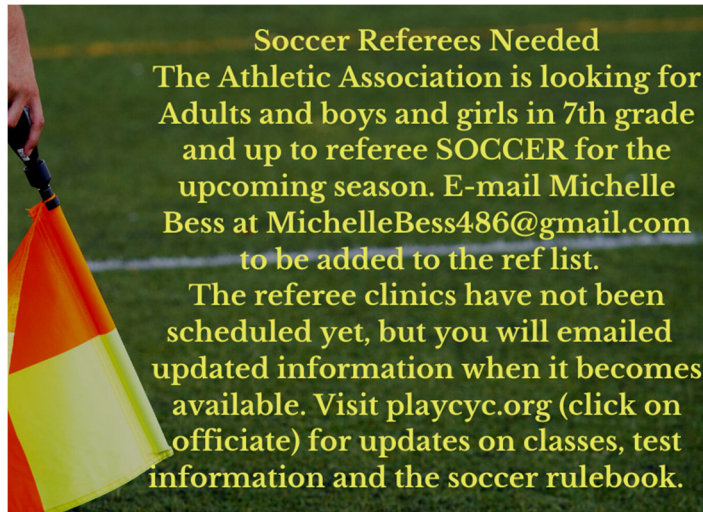 Soccer Referees Needed
The Athletic Association is looking for
Adults and boys and girls in 7th grade
and up to referee SOCCER for the
upcoming season. E-mail Michelle
Bess at MichelleBess486@gmail.com
to be added to the ref list.
The referee clinics have not been
scheduled yet, but you will emailed
updated information when it becomes
available. Visit playcyc.org (click on
officiate) for updates on classes, test
information and the soccer rulebook.